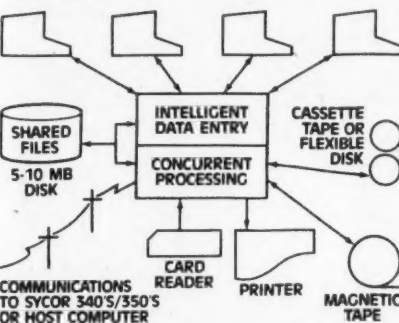 INTELLIGENT
DATA ENTRY
CONCURRENT
PROCESSING
SHARED
FILES
5-10 MB
DISK
CASSETTE
TAPE OR
FLEXIBLE
DISK
CARD
READER
PRINTER
MAGNETIC
TAPE
COMMUNICATIONS
TO SYCOR 340'S/350'S
OR HOST COMPUTER